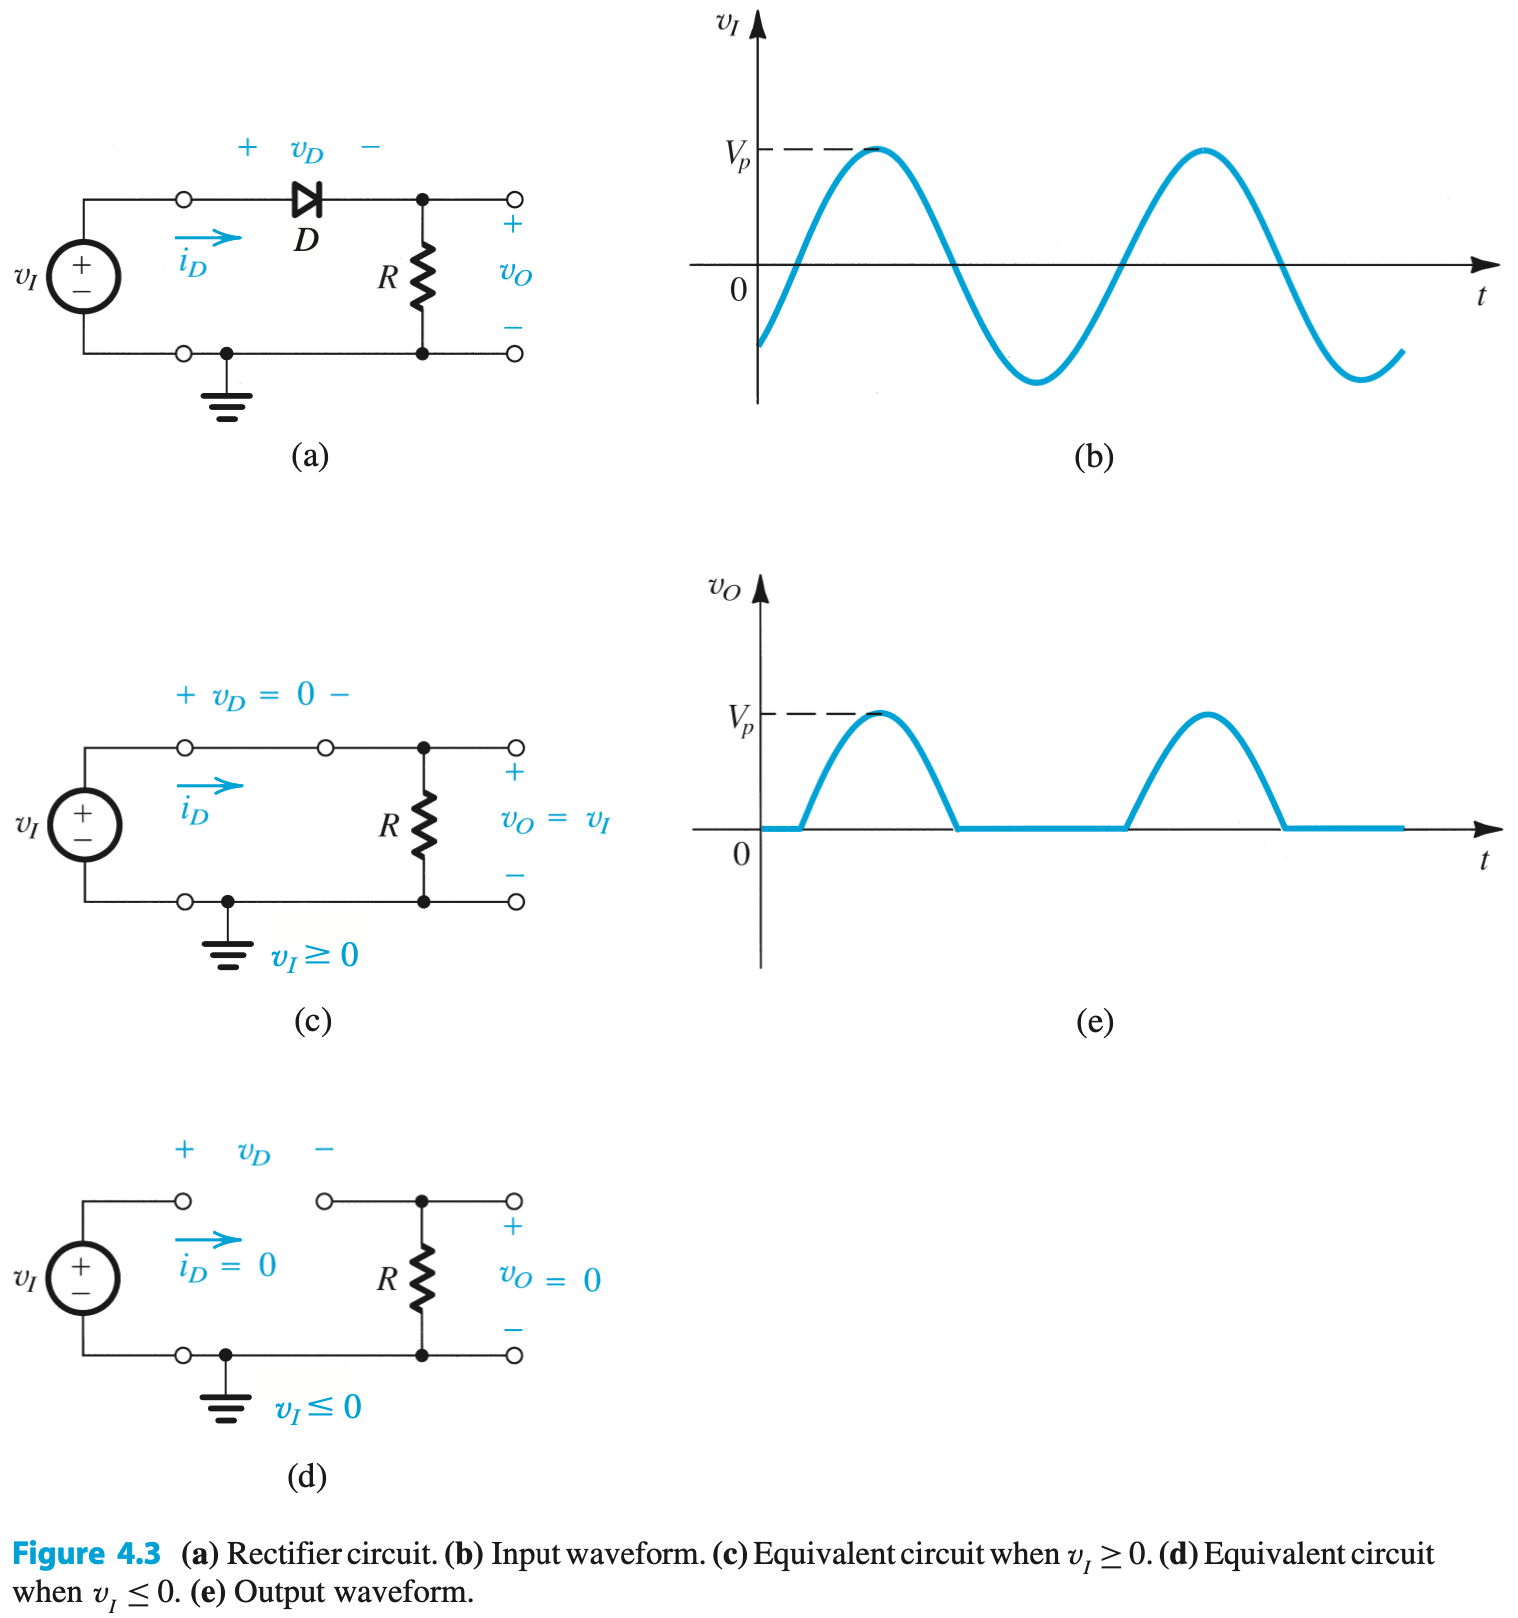 v_I
V_p
0
t
(b)
+ v_D −
D
i_D
v_I
+
−
R
+
v_O
−
(a)
+ v_D = 0 −
i_D
v_I
+
−
R
+
v_O = v_I
−
v_I ≥ 0
(c)
v_O
V_p
0
t
(e)
+ v_D −
i_D = 0
v_I
+
−
R
+
v_O = 0
−
v_I ≤ 0
(d)
Figure 4.3 (a) Rectifier circuit. (b) Input waveform. (c) Equivalent circuit when v_I ≥ 0. (d) Equivalent circuit
when v_I ≤ 0. (e) Output waveform.